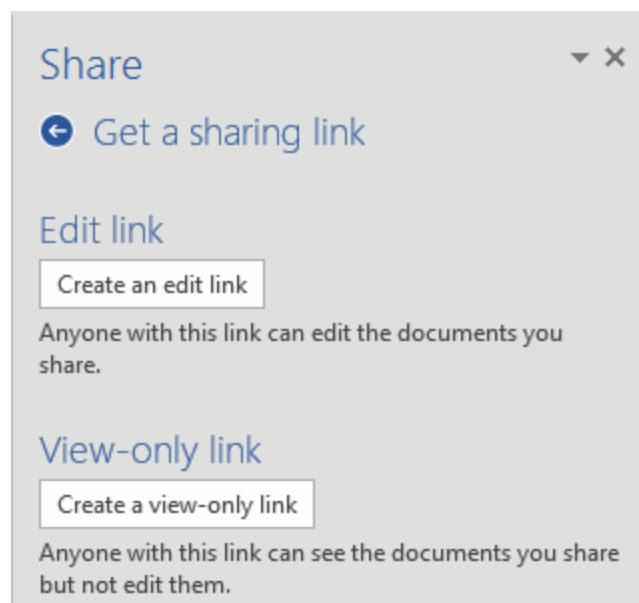 Share
Get a sharing link
Edit link
Create an edit link
Anyone with this link can edit the documents you
share.
View-only link
Create a view-only link
Anyone with this link can see the documents you share
but not edit them.